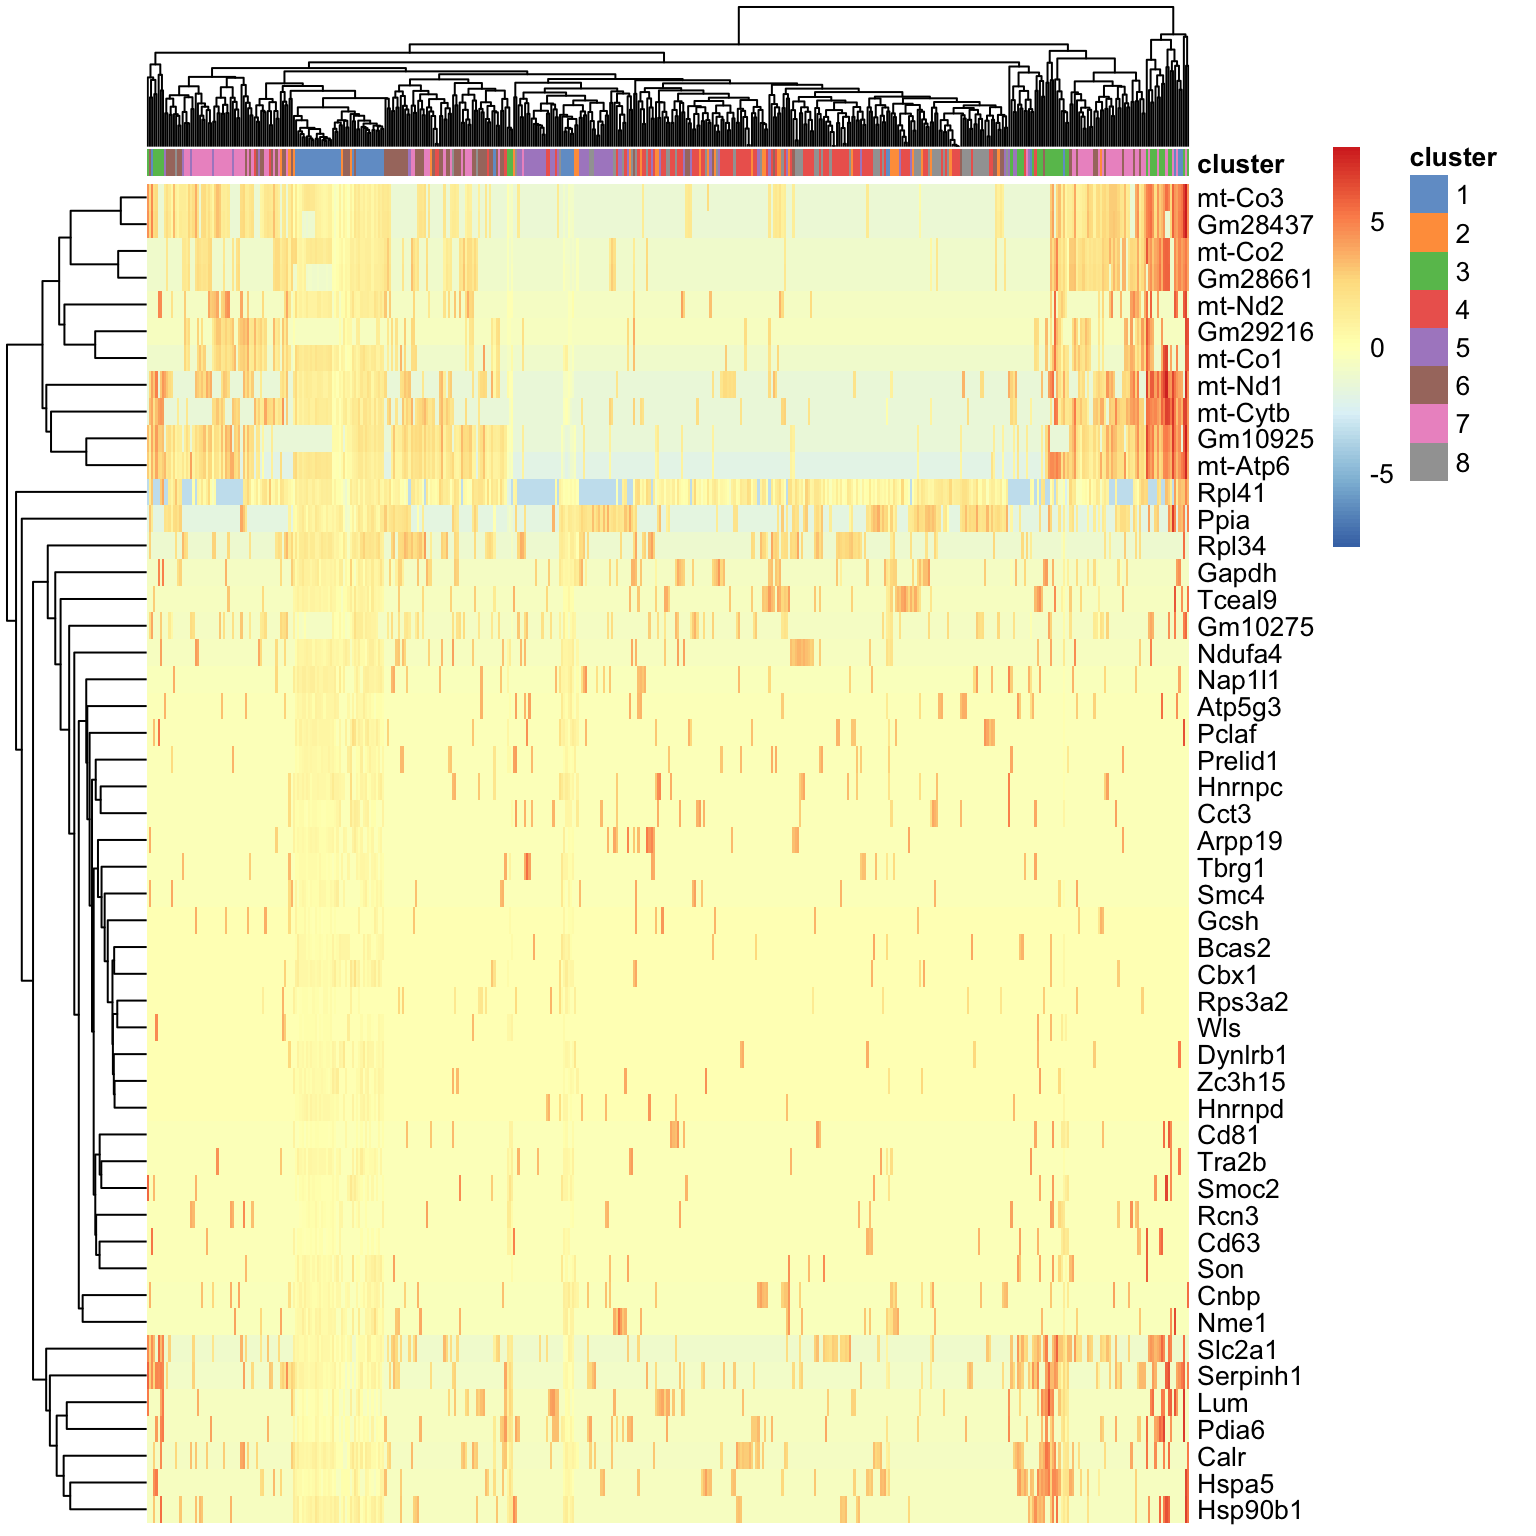 cluster
mt-Co3
Gm28437
mt-Co2
Gm28661
mt-Nd2
Gm29216
mt-Co1
mt-Nd1
mt-Cytb
Gm10925
mt-Atp6
Rpl41
Ppia
Rpl34
Gapdh
Tceal9
Gm10275
Ndufa4
Nap1l1
Atp5g3
Pclaf
Prelid1
Hnrnpc
Cct3
Arpp19
Tbrg1
Smc4
Gcsh
Bcas2
Cbx1
Rps3a2
Wls
Dynlrb1
Zc3h15
Hnrnpd
Cd81
Tra2b
Smoc2
Rcn3
Cd63
Son
Cnbp
Nme1
Slc2a1
Serpinh1
Lum
Pdia6
Calr
Hspa5
Hsp90b1
5
0
-5
cluster
1
2
3
4
5
6
7
8